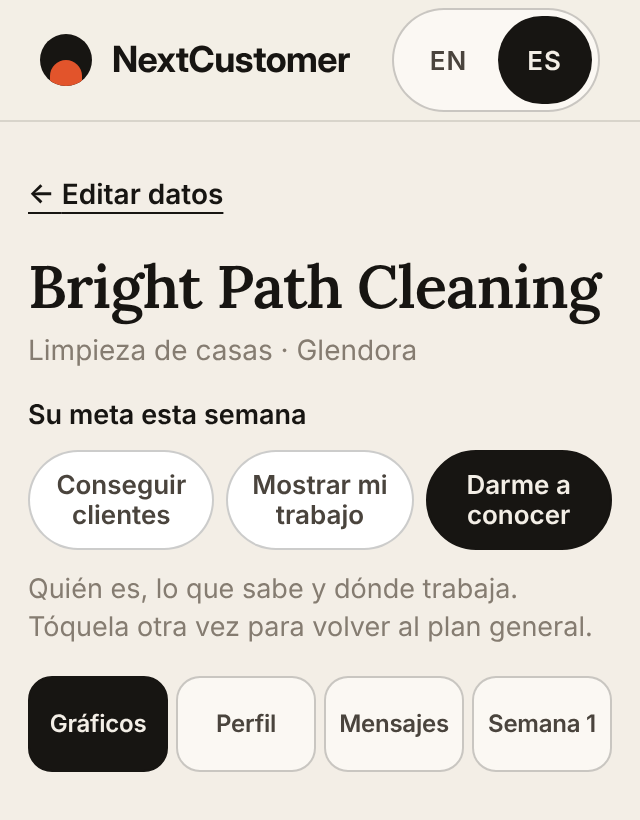 NextCustomer
EN
ES
← Editar datos
Bright Path Cleaning
Limpieza de casas · Glendora
Su meta esta semana
Conseguir
clientes
Mostrar mi
trabajo
Darme a
conocer
Quién es, lo que sabe y dónde trabaja.
Tóquela otra vez para volver al plan general.
Gráficos
Perfil
Mensajes
Semana 1